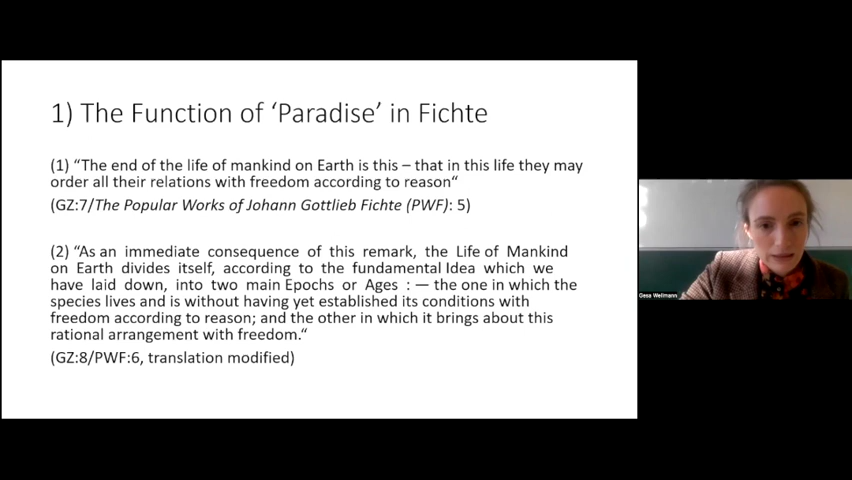 1) The Function of ‘Paradise’ in Fichte
(1) “The end of the life of mankind on Earth is this – that in this life they may
order all their relations with freedom according to reason“
(GZ:7/The Popular Works of Johann Gottlieb Fichte (PWF): 5)
(2) “As an immediate consequence of this remark, the Life of Mankind
on Earth divides itself, according to the fundamental Idea which we
have laid down, into two main Epochs or Ages : — the one in which the
species lives and is without having yet established its conditions with
freedom according to reason; and the other in which it brings about this
rational arrangement with freedom.“
(GZ:8/PWF:6, translation modified)
Gesa Wellmann